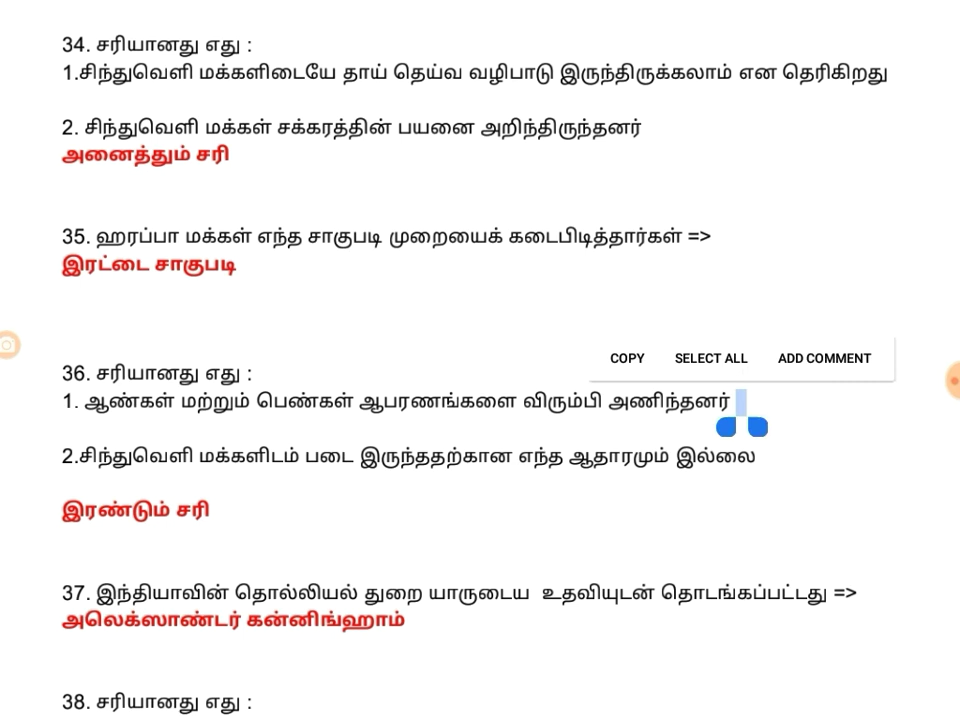 34. சரியானது எது :
1.சிந்துவெளி மக்களிடையே தாய் தெய்வ வழிபாடு இருந்திருக்கலாம் என தெரிகிறது
2. சிந்துவெளி மக்கள் சக்கரத்தின் பயனை அறிந்திருந்தனர்
அனைத்தும் சரி
35. ஹரப்பா மக்கள் எந்த சாகுபடி முறையைக் கடைபிடித்தார்கள் =>
இரட்டை சாகுபடி
COPY SELECT ALL ADD COMMENT
36. சரியானது எது :
1. ஆண்கள் மற்றும் பெண்கள் ஆபரணங்களை விரும்பி அணிந்தனர்
2.சிந்துவெளி மக்களிடம் படை இருந்ததற்கான எந்த ஆதாரமும் இல்லை
இரண்டும் சரி
37. இந்தியாவின் தொல்லியல் துறை யாருடைய உதவியுடன் தொடங்கப்பட்டது =>
அலெக்ஸாண்டர் கன்னிங்ஹாம்
38. சரியானது எது :